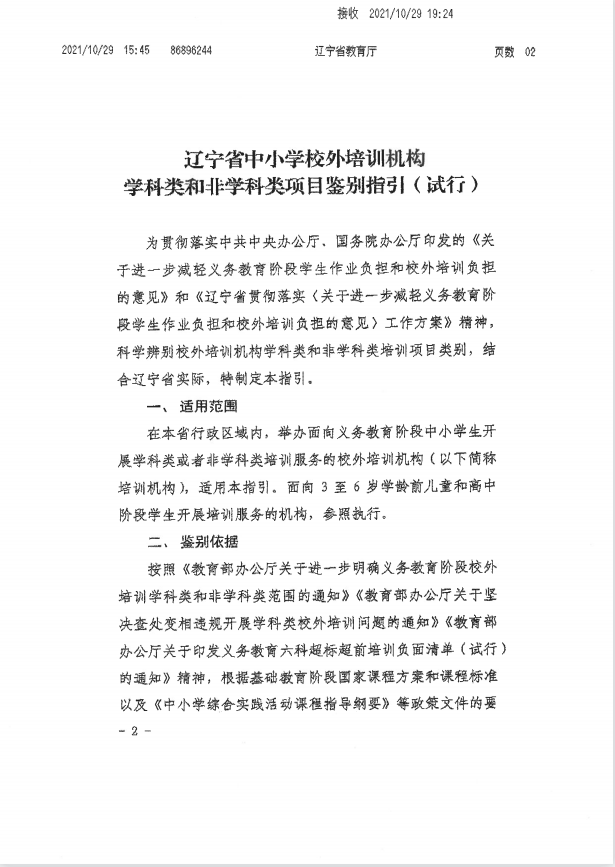 接收 2021/10/29 19:24
2021/10/29 15:45 86896244 辽宁省教育厅 页数 02
辽宁省中小学校外培训机构
学科类和非学科类项目鉴别指引（试行）
为贯彻落实中共中央办公厅、国务院办公厅印发的《关
于进一步减轻义务教育阶段学生作业负担和校外培训负担
的意见》和《辽宁省贯彻落实〈关于进一步减轻义务教育阶
段学生作业负担和校外培训负担的意见〉工作方案》精神，
科学辨别校外培训机构学科类和非学科类培训项目类别，结
合辽宁省实际，特制定本指引。
一、适用范围
在本省行政区域内，举办面向义务教育阶段中小学生开
展学科类或者非学科类培训服务的校外培训机构（以下简称
培训机构），适用本指引。面向 3 至 6 岁学龄前儿童和高中
阶段学生开展培训服务的机构，参照执行。
二、鉴别依据
按照《教育部办公厅关于进一步明确义务教育阶段校外
培训学科类和非学科类范围的通知》《教育部办公厅关于坚
决查处变相违规开展学科类校外培训问题的通知》《教育部
办公厅关于印发义务教育六科超标超前培训负面清单（试行）
的通知》精神，根据基础教育阶段国家课程方案和课程标准
以及《中小学综合实践活动课程指导纲要》等政策文件的要
- 2 -